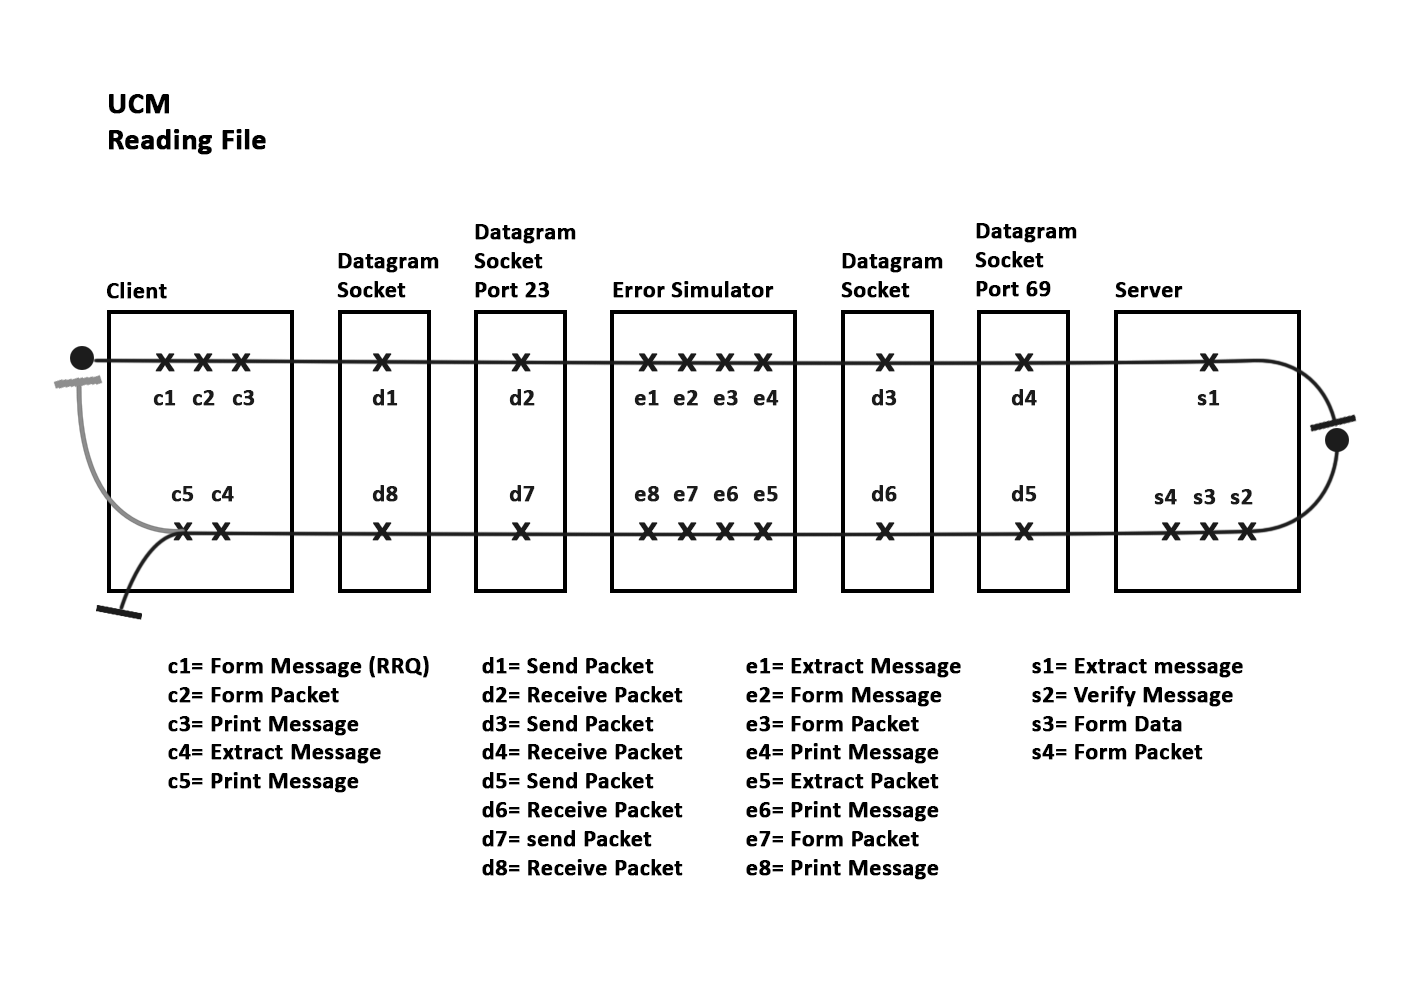 UCM
Reading File
Client
Datagram
Socket
Datagram
Socket
Port 23
Error Simulator
Datagram
Socket
Datagram
Socket
Port 69
Server
c1 c2 c3
d1
d2
e1 e2 e3 e4
d3
d4
s1
c5 c4
d8
d7
e8 e7 e6 e5
d6
d5
s4 s3 s2
c1= Form Message (RRQ)
c2= Form Packet
c3= Print Message
c4= Extract Message
c5= Print Message
d1= Send Packet
d2= Receive Packet
d3= Send Packet
d4= Receive Packet
d5= Send Packet
d6= Receive Packet
d7= send Packet
d8= Receive Packet
e1= Extract Message
e2= Form Message
e3= Form Packet
e4= Print Message
e5= Extract Packet
e6= Print Message
e7= Form Packet
e8= Print Message
s1= Extract message
s2= Verify Message
s3= Form Data
s4= Form Packet